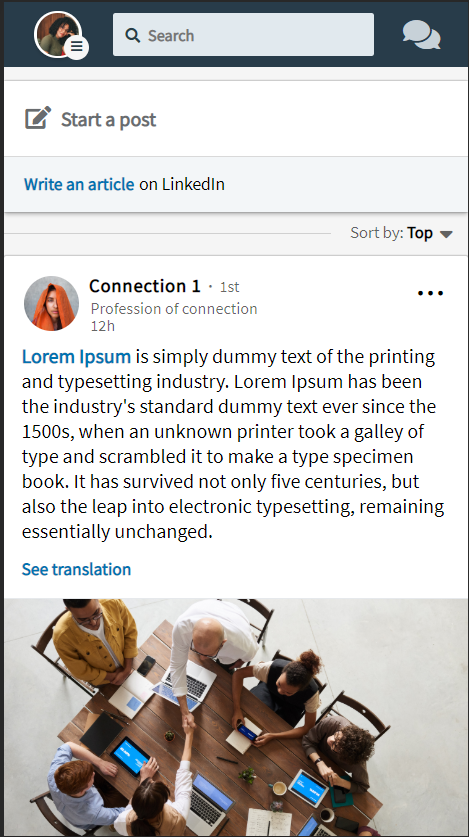 Search
Start a post
Write an article on LinkedIn
Sort by: Top
Connection 1 · 1st
Profession of connection
12h
Lorem Ipsum is simply dummy text of the printing
and typesetting industry. Lorem Ipsum has been
the industry's standard dummy text ever since the
1500s, when an unknown printer took a galley of
type and scrambled it to make a type specimen
book. It has survived not only five centuries, but
also the leap into electronic typesetting, remaining
essentially unchanged.
See translation